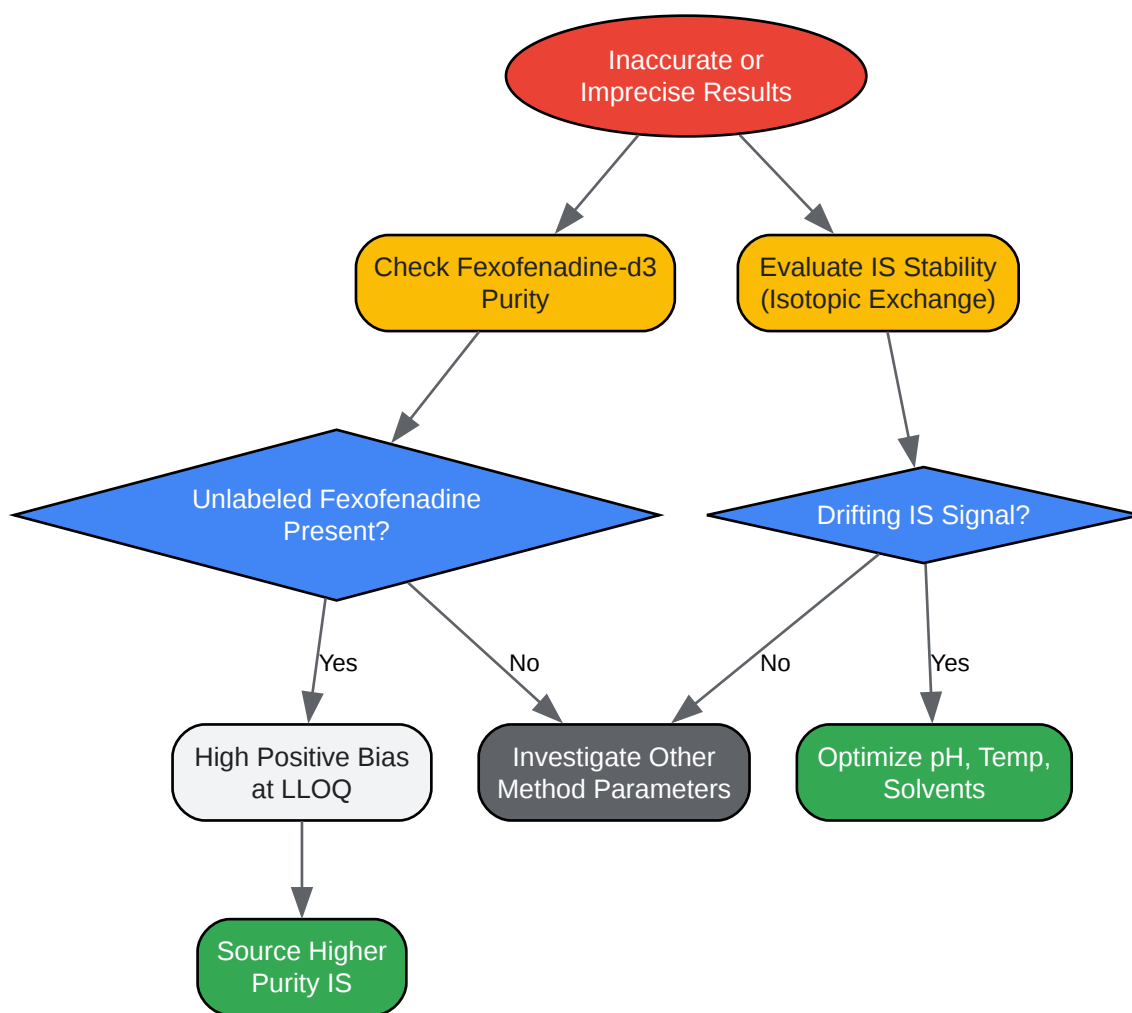 Inaccurate or
Imprecise Results
Check Fexofenadine-d3
Purity
Evaluate IS Stability
(Isotopic Exchange)
Unlabeled Fexofenadine
Present?
Drifting IS Signal?
Yes
No
No
Yes
High Positive Bias
at LLOQ
Investigate Other
Method Parameters
Optimize pH, Temp,
Solvents
Source Higher
Purity IS